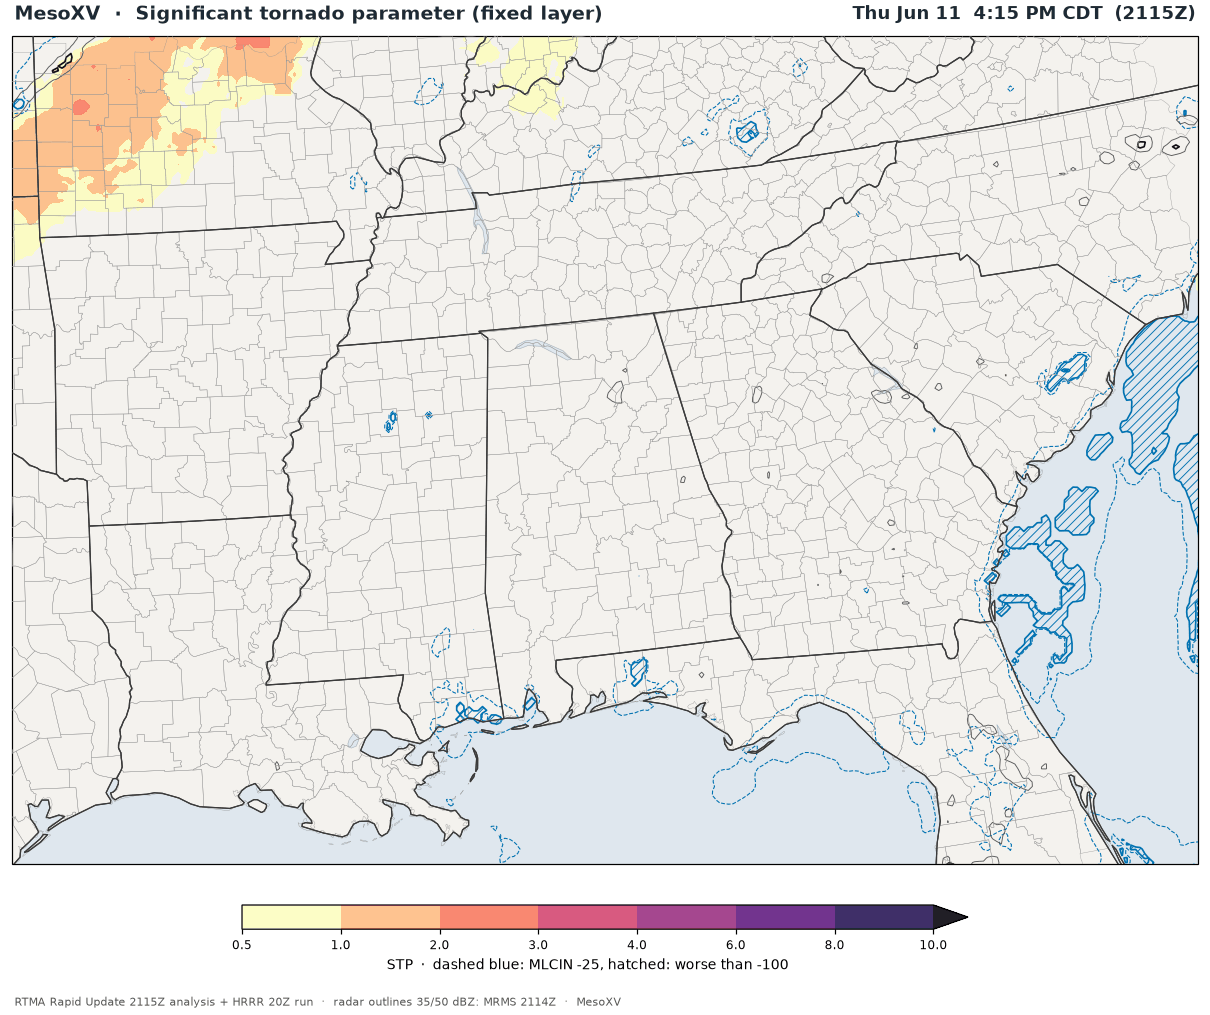 MesoXV · Significant tornado parameter (fixed layer)
Thu Jun 11 4:15 PM CDT (2115Z)
0.5 1.0 2.0 3.0 4.0 6.0 8.0 10.0
STP · dashed blue: MLCIN -25, hatched: worse than -100
RTMA Rapid Update 2115Z analysis + HRRR 20Z run · radar outlines 35/50 dBZ: MRMS 2114Z · MesoXV